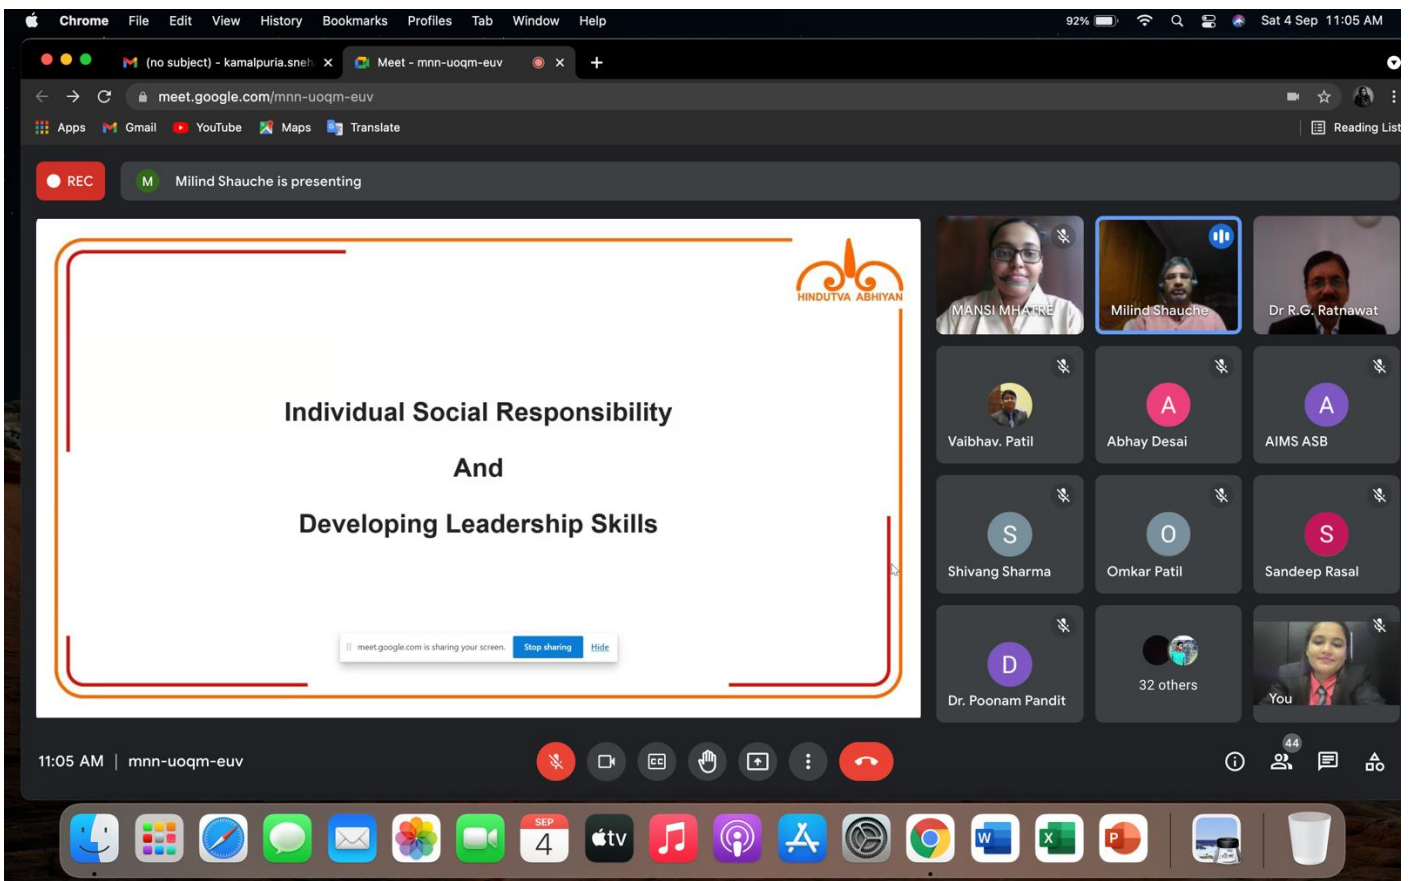 Chrome File Edit View History Bookmarks Profiles Tab Window Help 92% Sat 4 Sep 11:05 AM
(no subject) - kamalpuria.sneh Meet - mnn-uoqm-euv
meet.google.com/mnn-uoqm-euv
Apps Gmail YouTube Maps Translate Reading List
REC M Milind Shauche is presenting
HINDUTVA ABHIYAN
Individual Social Responsibility
And
Developing Leadership Skills
meet.google.com is sharing your screen. Stop sharing Hide
MANSI MHATRE Milind Shauche Dr R.G. Ratnawat
A A
Vaibhav. Patil Abhay Desai AIMS ASB
S O S
Shivang Sharma Omkar Patil Sandeep Rasal
D
Dr. Poonam Pandit 32 others You
11:05 AM | mnn-uoqm-euv CC 44
SEP
4 tv W X P